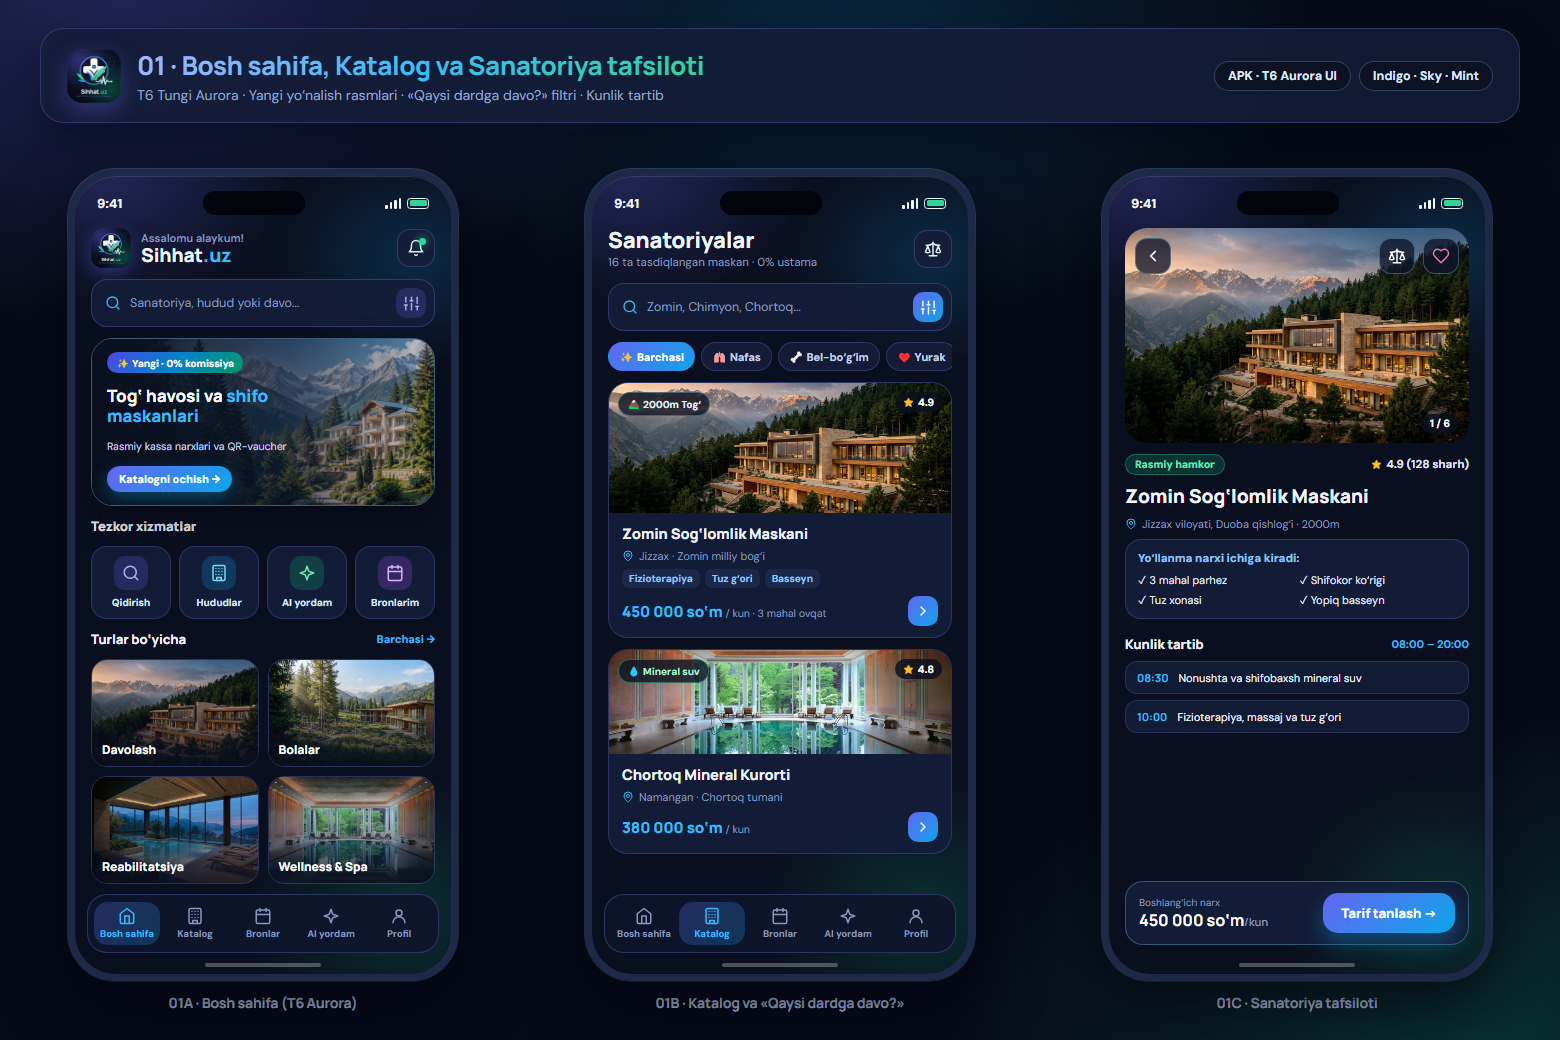 Sihhat.uz
01 · Bosh sahifa, Katalog va Sanatoriya tafsiloti
T6 Tungi Aurora · Yangi yo‘nalish rasmlari · «Qaysi dardga davo?» filtri · Kunlik tartib
APK · T6 Aurora UI
Indigo · Sky · Mint
9:41
Assalomu alaykum!
Sihhat.uz
Sanatoriya, hudud yoki davo...
✨ Yangi · 0% komissiya
Tog‘ havosi va shifo
maskanlari
Rasmiy kassa narxlari va QR-vaucher
Katalogni ochish →
Tezkor xizmatlar
Qidirish
Hududlar
AI yordam
Bronlarim
Turlar bo‘yicha
Barchasi →
Davolash
Bolalar
Reabilitatsiya
Wellness & Spa
Bosh sahifa
Katalog
Bronlar
AI yordam
Profil
01A · Bosh sahifa (T6 Aurora)
9:41
Sanatoriyalar
16 ta tasdiqlangan maskan · 0% ustama
Zomin, Chimyon, Chortoq...
✨ Barchasi
🫁 Nafas
🦴 Bel-bo‘g‘im
❤️ Yurak
⛰️ 2000m Tog‘
⭐ 4.9
Zomin Sog‘lomlik Maskani
Jizzax · Zomin milliy bog‘i
Fizioterapiya
Tuz g‘ori
Basseyn
450 000 so‘m / kun · 3 mahal ovqat
💧 Mineral suv
⭐ 4.8
Chortoq Mineral Kurorti
Namangan · Chortoq tumani
380 000 so‘m / kun
Bosh sahifa
Katalog
Bronlar
AI yordam
Profil
01B · Katalog va «Qaysi dardga davo?»
9:41
1 / 6
Rasmiy hamkor
⭐ 4.9 (128 sharh)
Zomin Sog‘lomlik Maskani
Jizzax viloyati, Duoba qishlog‘i · 2000m
Yo‘llanma narxi ichiga kiradi:
✓ 3 mahal parhez
✓ Shifokor ko‘rigi
✓ Tuz xonasi
✓ Yopiq basseyn
Kunlik tartib
08:00 – 20:00
08:30 Nonushta va shifobaxsh mineral suv
10:00 Fizioterapiya, massaj va tuz g‘ori
Boshlang‘ich narx
450 000 so‘m/kun
Tarif tanlash →
01C · Sanatoriya tafsiloti